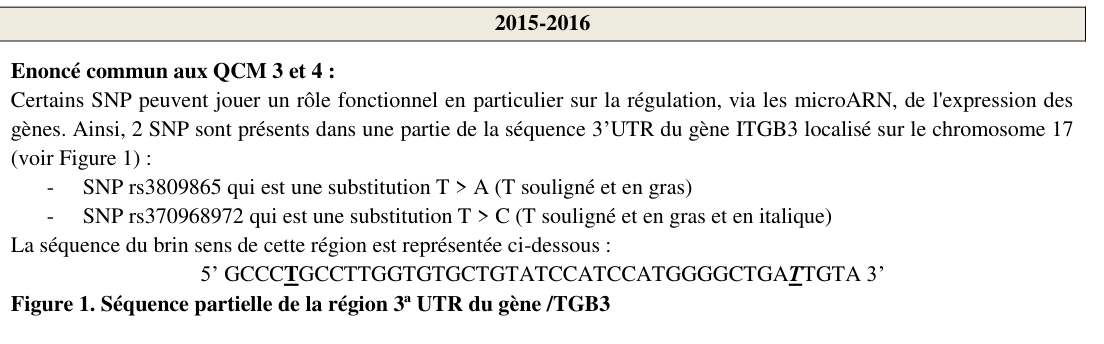 2015-2016
Enoncé commun aux QCM 3 et 4 :
Certains SNP peuvent jouer un rôle fonctionnel en particulier sur la régulation, via les microARN, de l'expression des
gènes. Ainsi, 2 SNP sont présents dans une partie de la séquence 3’UTR du gène ITGB3 localisé sur le chromosome 17
(voir Figure 1) :
- SNP rs3809865 qui est une substitution T > A (T souligné et en gras)
- SNP rs370968972 qui est une substitution T > C (T souligné et en gras et en italique)
La séquence du brin sens de cette région est représentée ci-dessous :
5’ GCCCTGCCTTGGTGTGCTGTATCCATCCATGGGGCTGATTGTA 3’
Figure 1. Séquence partielle de la région 3ª UTR du gène /TGB3